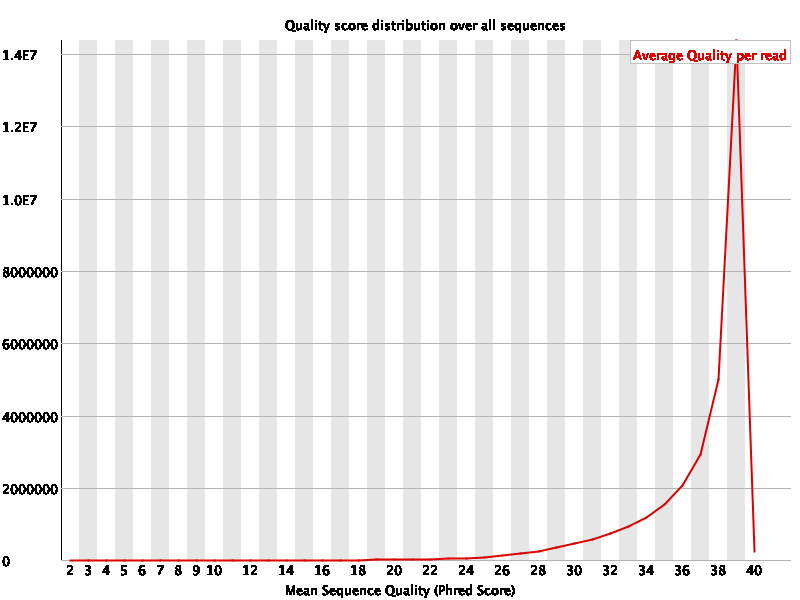 Quality score distribution over all sequences
Average Quality per read
1.4E7
1.2E7
1.0E7
8000000
6000000
4000000
2000000
0
2 3 4 5 6 7 8 9 10 12 14 16 18 20 22 24 26 28 30 32 34 36 38 40
Mean Sequence Quality (Phred Score)